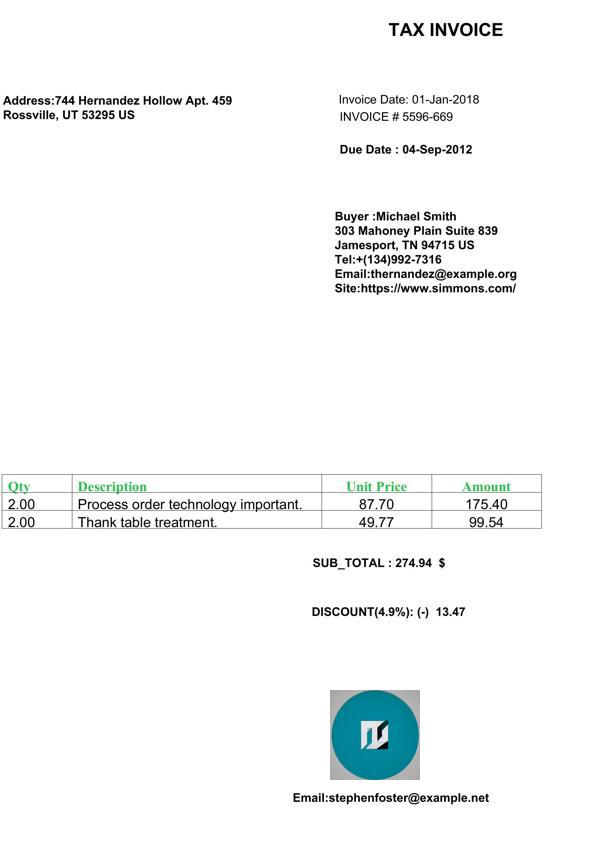 TAX INVOICE
Address:744 Hernandez Hollow Apt. 459
Rossville, UT 53295 US
Invoice Date: 01-Jan-2018
INVOICE # 5596-669
Due Date : 04-Sep-2012
Buyer :Michael Smith
303 Mahoney Plain Suite 839
Jamesport, TN 94715 US
Tel:+(134)992-7316
Email:thernandez@example.org
Site:https://www.simmons.com/
Qty Description Unit Price Amount
2.00 Process order technology important. 87.70 175.40
2.00 Thank table treatment. 49.77 99.54
SUB_TOTAL : 274.94 $
DISCOUNT(4.9%): (-) 13.47
Email:stephenfoster@example.net